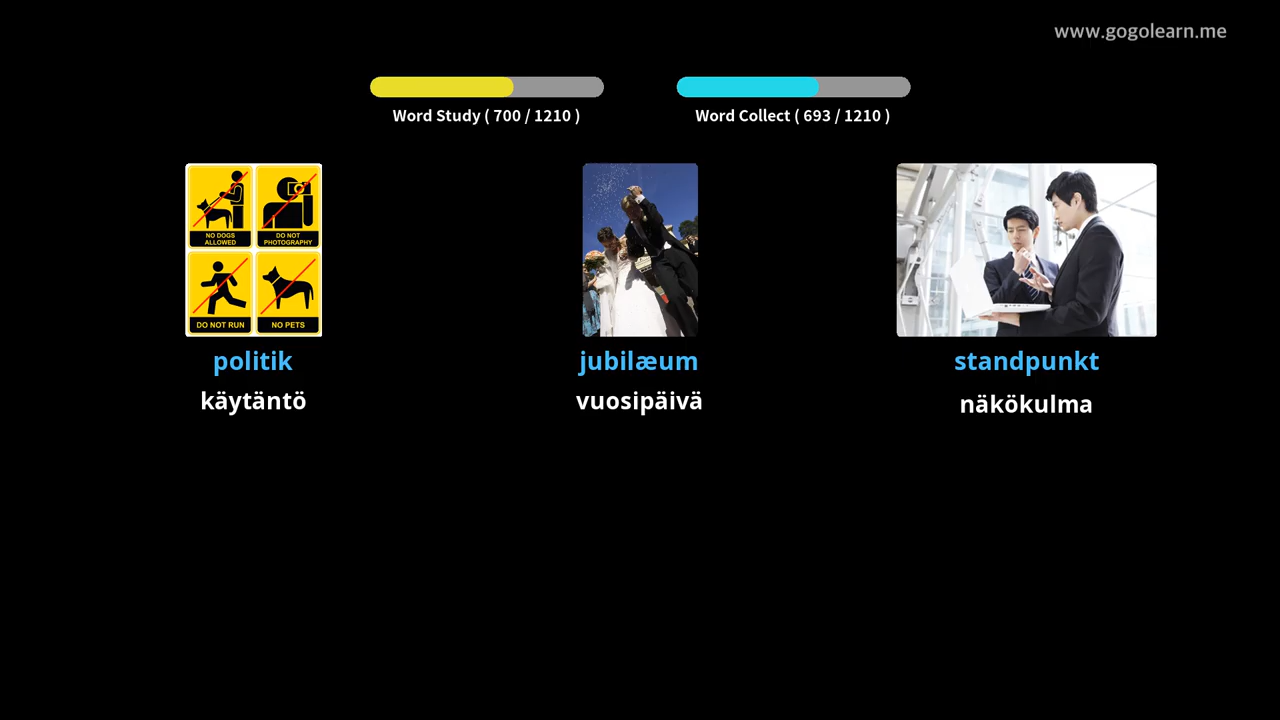 www.gogolearn.me
Word Study ( 700 / 1210 )
Word Collect ( 693 / 1210 )
NO DOGS
ALLOWED
DO NOT
PHOTOGRAPHY
DO NOT RUN
NO PETS
politik
jubilæum
standpunkt
käytäntö
vuosipäivä
näkökulma